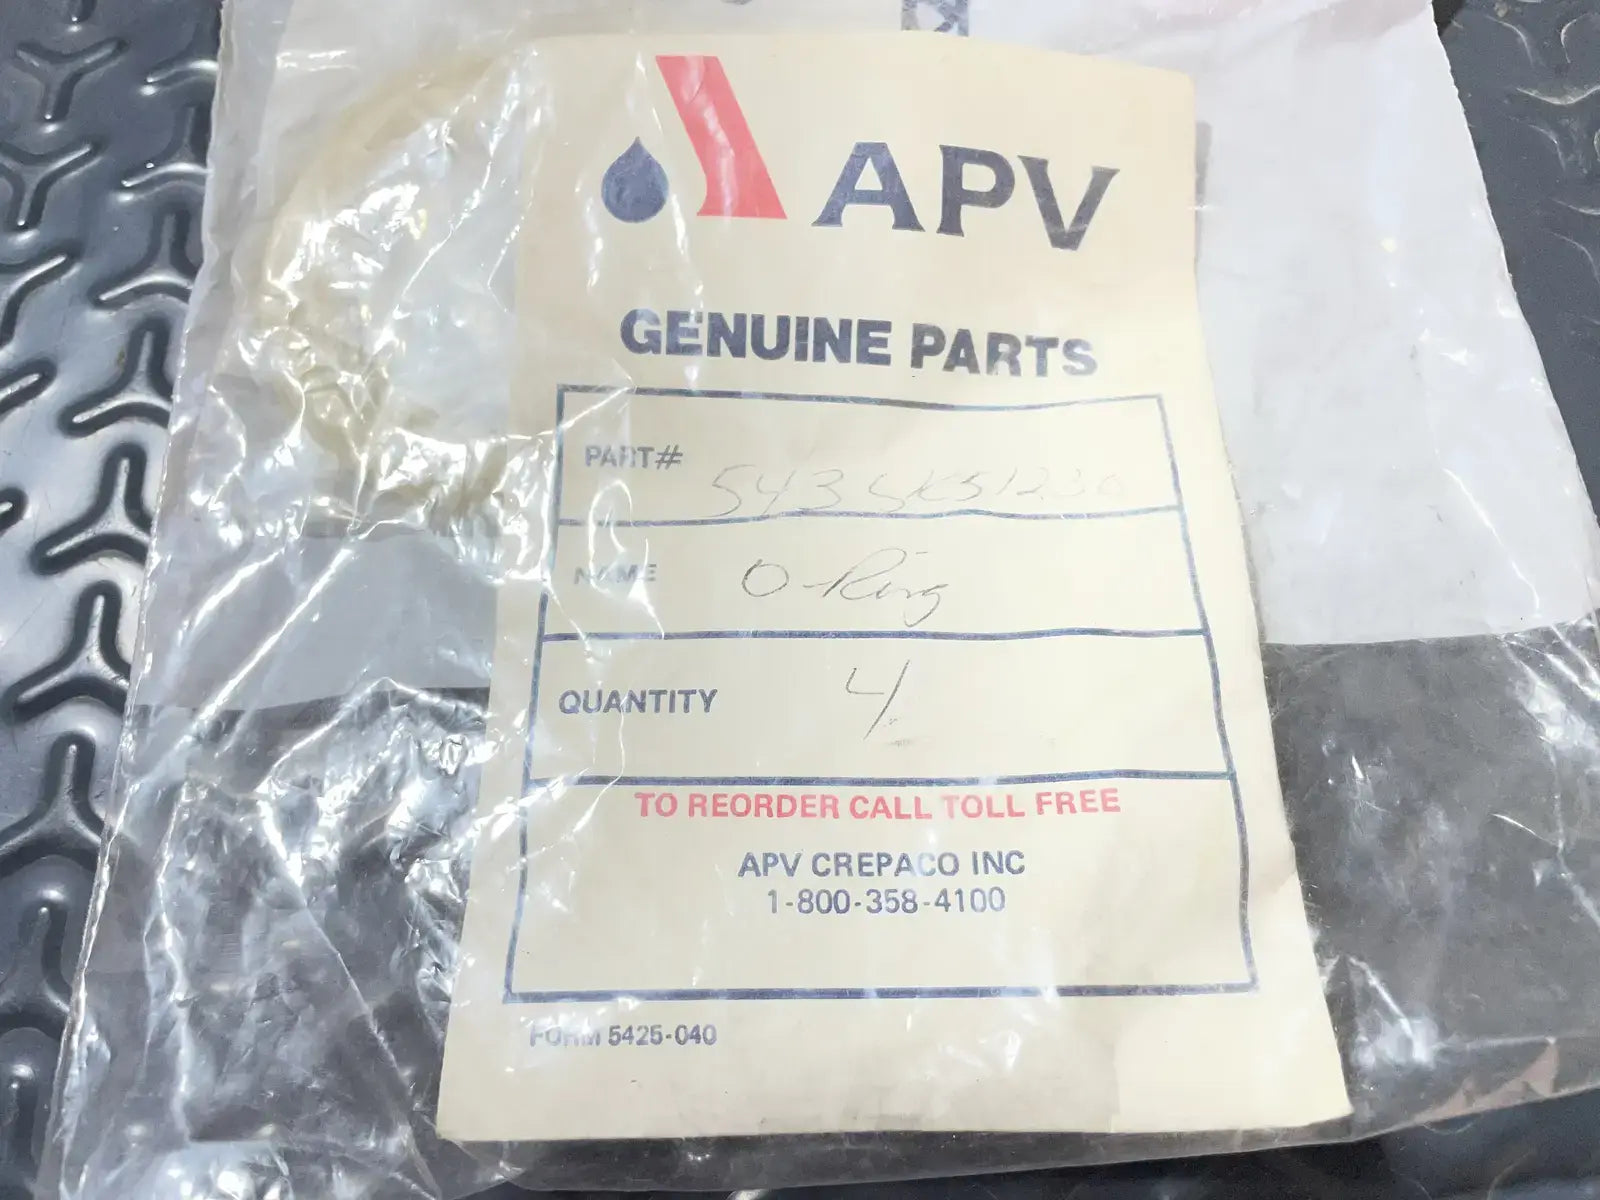 APV
GENUINE PARTS
PART#
NAME O-Ring
QUANTITY 4
TO REORDER CALL TOLL FREE
APV CREPACO INC
1-800-358-4100
FORM 5425-040